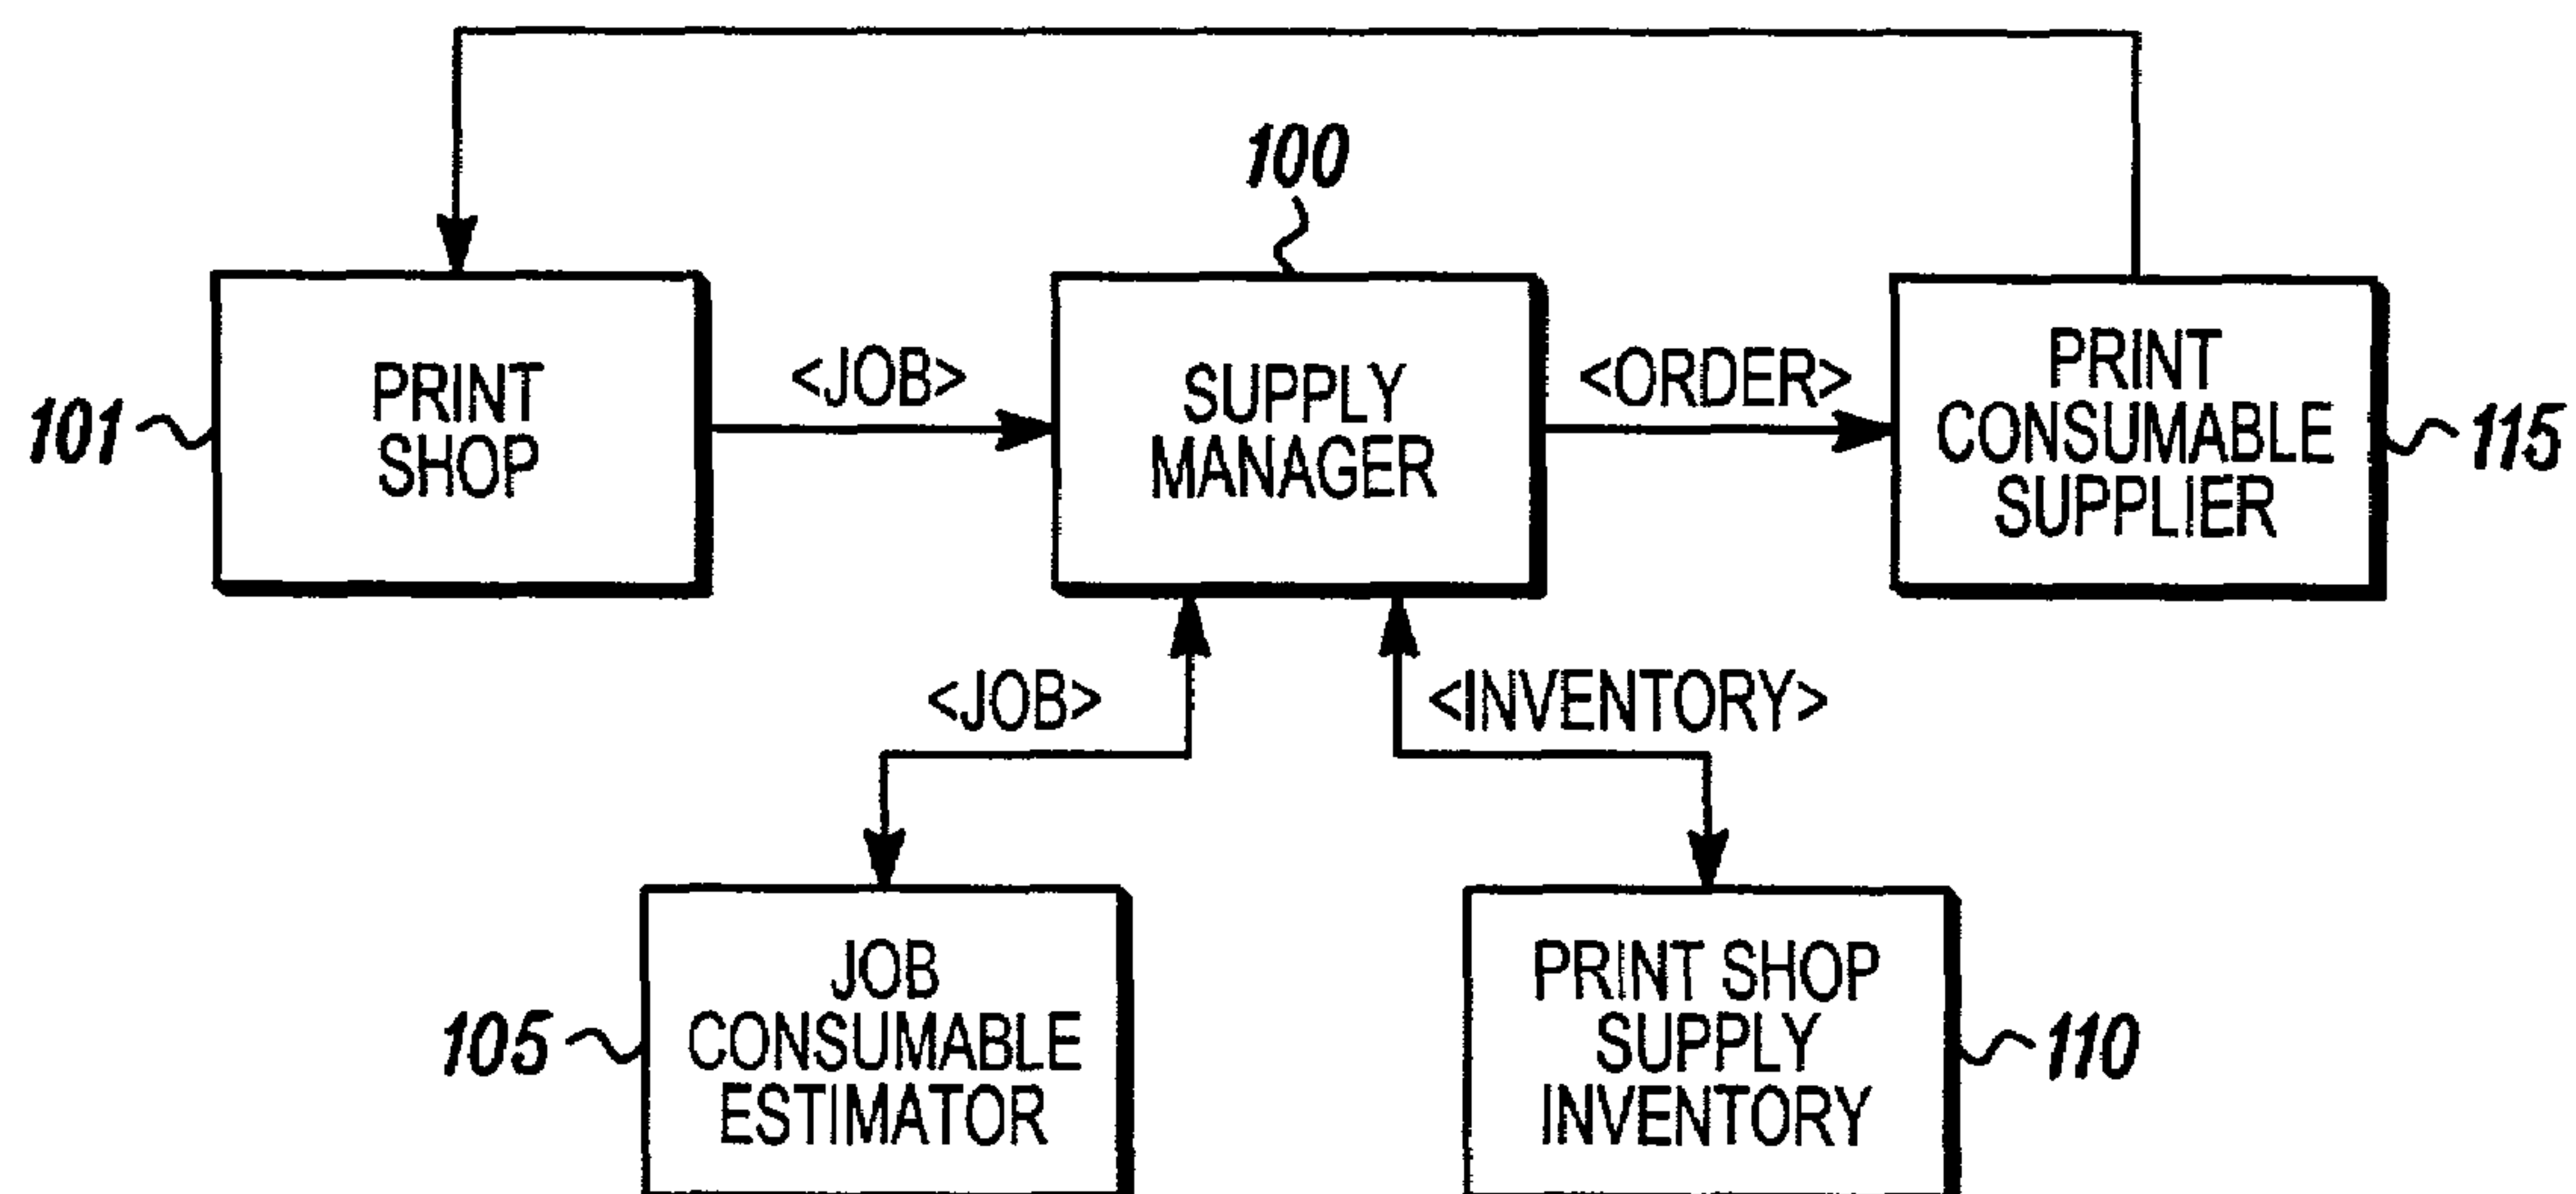 100
PRINT
SHOP
101
<JOB>
SUPPLY
MANAGER
<ORDER>
PRINT
CONSUMABLE
SUPPLIER
115
<JOB>
<INVENTORY>
JOB
CONSUMABLE
ESTIMATOR
105
PRINT SHOP
SUPPLY
INVENTORY
110